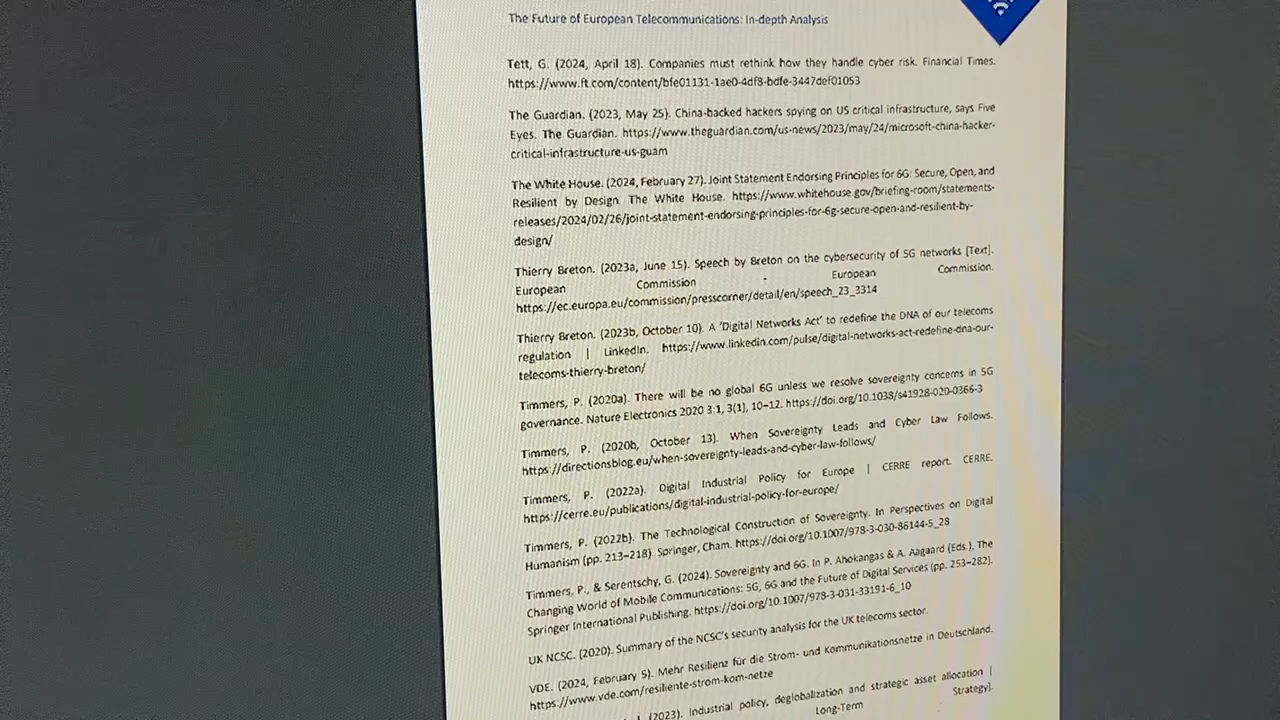 The Future of European Telecommunications: In-depth Analysis
Tett, G. (2024, April 18). Companies must rethink how they handle cyber risk. Financial Times.
https://www.ft.com/content/bfe01131-1ae0-4df8-bdfe-3447def01053
The Guardian. (2023, May 25). China-backed hackers spying on US critical infrastructure, says Five
Eyes. The Guardian. https://www.theguardian.com/us-news/2023/may/24/microsoft-china-hacker-
critical-infrastructure-us-guam
The White House. (2024, February 27). Joint Statement Endorsing Principles for 6G: Secure, Open, and
Resilient by Design. The White House. https://www.whitehouse.gov/briefing-room/statements-
releases/2024/02/26/joint-statement-endorsing-principles-for-6g-secure-open-and-resilient-by-
design/
Thierry Breton. (2023a, June 15). Speech by Breton on the cybersecurity of 5G networks [Text].
European Commission - European Commission.
https://ec.europa.eu/commission/presscorner/detail/en/speech_23_3314
Thierry Breton. (2023b, October 10). A 'Digital Networks Act' to redefine the DNA of our telecoms
regulation | LinkedIn. https://www.linkedin.com/pulse/digital-networks-act-redefine-dna-our-
telecoms-thierry-breton/
Timmers, P. (2020a). There will be no global 6G unless we resolve sovereignty concerns in 5G
governance. Nature Electronics 2020 3:1, 3(1), 10–12. https://doi.org/10.1038/s41928-020-0366-3
Timmers, P. (2020b, October 13). When Sovereignty Leads and Cyber Law Follows.
https://directionsblog.eu/when-sovereignty-leads-and-cyber-law-follows/
Timmers, P. (2022a). Digital Industrial Policy for Europe | CERRE report. CERRE.
https://cerre.eu/publications/digital-industrial-policy-for-europe/
Timmers, P. (2022b). The Technological Construction of Sovereignty. In Perspectives on Digital
Humanism (pp. 213–218). Springer, Cham. https://doi.org/10.1007/978-3-030-86144-5_28
Timmers, P., & Serentschy, G. (2024). Sovereignty and 6G. In P. Ahokangas & A. Aagaard (Eds.), The
Changing World of Mobile Communications: 5G, 6G and the Future of Digital Services (pp. 253–282).
Springer International Publishing. https://doi.org/10.1007/978-3-031-33191-6_10
UK NCSC. (2020). Summary of the NCSC's security analysis for the UK telecoms sector.
VDE. (2024, February 5). Mehr Resilienz für die Strom- und Kommunikationsnetze in Deutschland.
https://www.vde.com/resiliente-strom-kom-netze
(2023). Industrial policy, deglobalization and strategic asset allocation |
Long-Term Strategy].